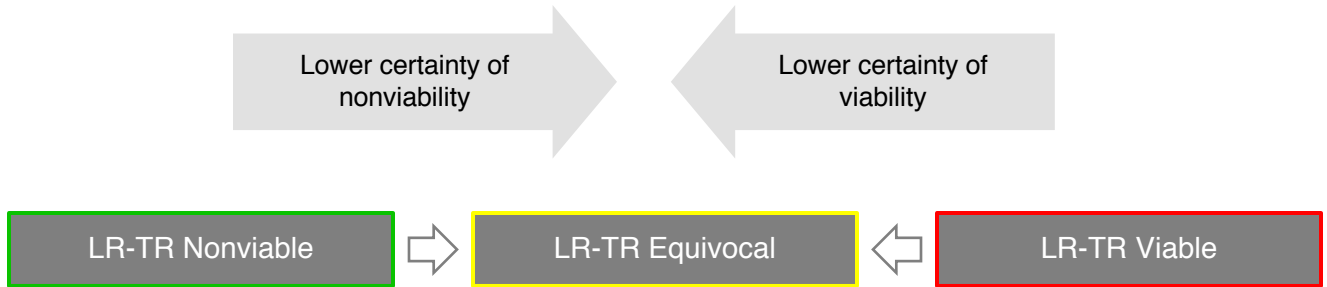 Lower certainty of
nonviability
Lower certainty of
viability
LR-TR Nonviable
LR-TR Equivocal
LR-TR Viable